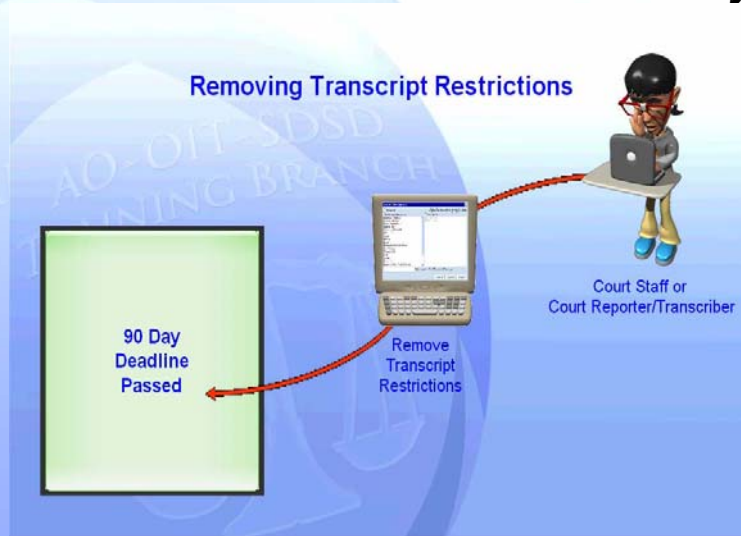 Removing Transcript Restrictions
AO-OIT-SDSD
TRAINING BRANCH
90 Day
Deadline
Passed
Remove
Transcript
Restrictions
Court Staff or
Court Reporter/Transcriber